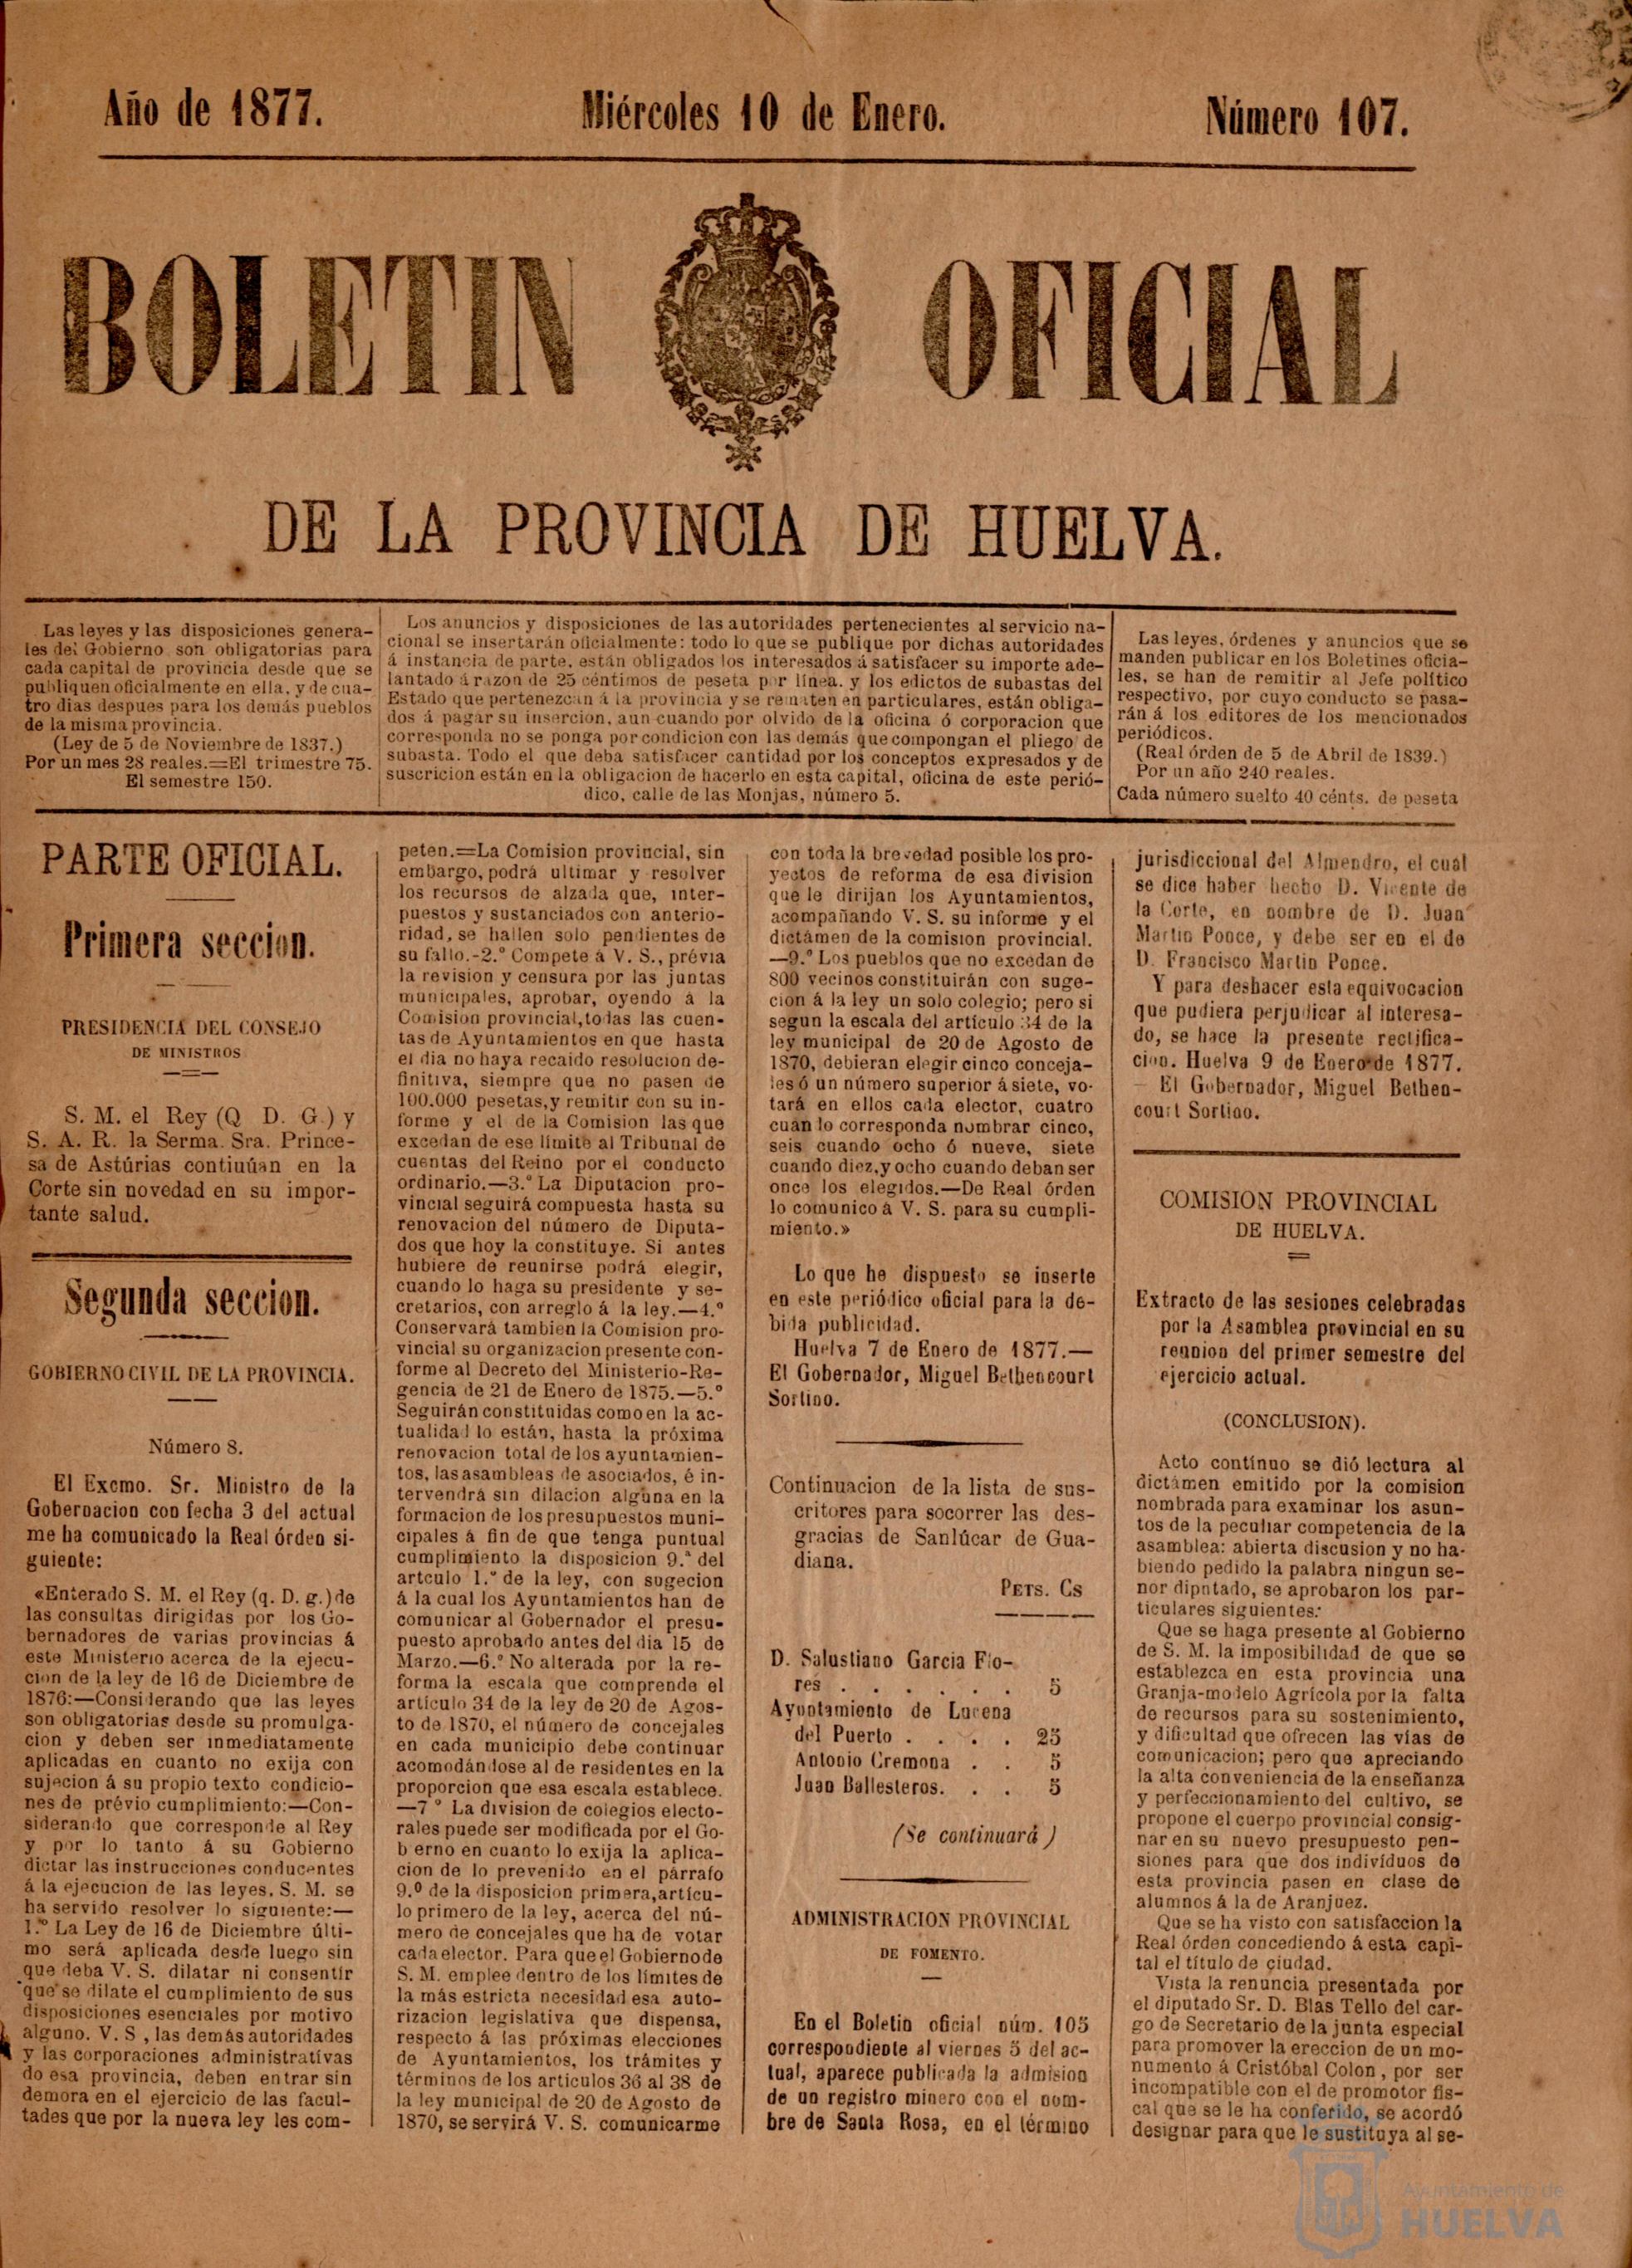 Año de 1877.
Miércoles 10 de Enero.
Número 107.
BOLETIN OFICIAL
DE LA PROVINCIA DE HUELVA.
Las leyes y las disposiciones genera-
les del Gobierno son obligatorias para
cada capital de provincia desde que se
publiquen oficialmente en ella, y de cua-
tro dias despues para los demás pueblos
de la misma provincia.
(Ley de 5 de Noviembre de 1837.)
Por un mes 28 reales.=El trimestre 75.
El semestre 150.
Los anuncios y disposiciones de las autoridades pertenecientes al servicio na-
cional se insertarán oficialmente: todo lo que se publique por dichas autoridades
á instancia de parte, están obligados los interesados á satisfacer su importe ade-
lantado á razon de 25 céntimos de peseta por línea. y los edictos de subastas del
Estado que pertenezcan á la provincia y se rematen en particulares, están obliga-
dos á pagar su insercion, aun cuando por olvido de la oficina ó corporacion que
corresponda no se ponga por condicion con las demás que compongan el pliego de
subasta. Todo el que deba satisfacer cantidad por los conceptos expresados y de
suscricion están en la obligacion de hacerlo en esta capital, oficina de este perió-
dico, calle de las Monjas, número 5.
Las leyes, órdenes y anuncios que se
manden publicar en los Boletines oficia-
les, se han de remitir al Jefe político
respectivo, por cuyo conducto se pasa-
rán á los editores de los mencionados
periódicos.
(Real órden de 5 de Abril de 1839.)
Por un año 240 reales.
Cada número suelto 40 cénts. de peseta
PARTE OFICIAL.
Primera seccion.
PRESIDENCIA DEL CONSEJO
DE MINISTROS
S. M. el Rey (Q D. G.) y
S. A. R. la Serma. Sra. Prince-
sa de Astúrias contiuúan en la
Corte sin novedad en su impor-
tante salud.
Segunda seccion.
GOBIERNO CIVIL DE LA PROVINCIA.
Número 8.
El Excmo. Sr. Ministro de la
Gobernacion con fecha 3 del actual
me ha comunicado la Real órden si-
guiente:
«Enterado S. M. el Rey (q. D. g.) de
las consultas dirigidas por los Go-
bernadores de varias provincias á
este Ministerio acerca de la ejecu-
cion de la ley de 16 de Diciembre de
1876:—Considerando que las leyes
son obligatorias desde su promulga-
cion y deben ser inmediatamente
aplicadas en cuanto no exija con
sujecion á su propio texto condicio-
nes de prévio cumplimiento:—Con-
siderando que corresponde al Rey
y por lo tanto á su Gobierno
dictar las instrucciones conducentes
á la ejecucion de las leyes, S. M. se
ha servido resolver lo siguiente:—
1.º La Ley de 16 de Diciembre últi-
mo será aplicada desde luego sin
que deba V. S. dilatar ni consentir
que se dilate el cumplimiento de sus
disposiciones esenciales por motivo
alguno. V. S , las demás autoridades
y las corporaciones administrativas
do esa provincia, deben entrar sin
demora en el ejercicio de las facul-
tades que por la nueva ley les com-
peten.=La Comision provincial, sin
embargo, podrá ultimar y resolver
los recursos de alzada que, inter-
puestos y sustanciados con anterio-
ridad, se hallen solo pendientes de
su fallo.-2.º Compete á V. S., prévia
la revision y censura por las juntas
municipales, aprobar, oyendo á la
Comision provincial, todas las cuen-
tas de Ayuntamientos en que hasta
el dia no haya recaido resolucion de-
finitiva, siempre que no pasen de
100.000 pesetas, y remitir con su in-
forme y el de la Comision las que
excedan de ese límite al Tribunal de
cuentas del Reino por el conducto
ordinario.—3.º La Diputacion pro-
vincial seguirá compuesta hasta su
renovacion del número de Diputa-
dos que hoy la constituye. Si antes
hubiere de reunirse podrá elegir,
cuando lo haga su presidente y se-
cretarios, con arreglo á la ley.—4.º
Conservará tambien la Comision pro-
vincial su organizacion presente con-
forme al Decreto del Ministerio-Re-
gencia de 21 de Enero de 1875.—5.º
Seguirán constituidas como en la ac-
tualidad lo están, hasta la próxima
renovacion total de los ayuntamien-
tos, las asambleas de asociados, é in-
tervendrá sin dilacion alguna en la
formacion de los presupuestos muni-
cipales á fin de que tenga puntual
cumplimiento la disposicion 9.ª del
artculo 1.º de la ley, con sugecion
á la cual los Ayuntamientos han de
comunicar al Gobernador el presu-
puesto aprobado antes del dia 15 de
Marzo.—6.º No alterada por la re-
forma la escala que comprende el
artículo 34 de la ley de 20 de Agos-
to de 1870, el número de concejales
en cada municipio debe continuar
acomodándose al de residentes en la
proporcion que esa escala establece.
—7 º La division de colegios electo-
rales puede ser modificada por el Go-
b erno en cuanto lo exija la aplica-
cion de lo prevenido en el párrafo
9.º de la disposicion primera, artícu-
lo primero de la ley, acerca del nú-
mero de concejales que ha de votar
cada elector. Para que el Gobierno de
S. M. emplee dentro de los límites de
la más estricta necesidad esa auto-
rizacion legislativa que dispensa,
respecto á las próximas elecciones
de Ayuntamientos, los trámites y
términos de los articulos 36 al 38 de
la ley municipal de 20 de Agosto de
1870, se servirá V. S. comunicarme
con toda la brevedad posible los pro-
yectos de reforma de esa division
que le dirijan los Ayuntamientos,
acompañando V. S. su informe y el
dictámen de la comision provincial.
—9.º Los pueblos que no excedan de
800 vecinos constituirán con suge-
cion á la ley un solo colegio; pero si
segun la escala del artículo 34 de la
ley municipal de 20 de Agosto de
1870, debieran elegir cinco conceja-
les ó un número superior á siete, vo-
tará en ellos cada elector, cuatro
cuando lo corresponda nombrar cinco,
seis cuando ocho ó nueve, siete
cuando diez, y ocho cuando deban ser
once los elegidos.—De Real órden
lo comunico á V. S. para su cumpli-
miento.»
Lo que he dispuesto se inserte
en este periódico oficial para la de-
bida publicidad.
Huelva 7 de Enero de 1877.—
El Gobernador, Miguel Bethencourt
Sortino.
Continuacion de la lista de sus-
critores para socorrer las des-
gracias de Sanlúcar de Gua-
diana.
PETS. CS
D. Salustiano Garcia Flo-
res . . . . . . 5
Ayuntamiento de Lucena
del Puerto . . . . 25
Antonio Cremona . . 5
Juan Ballesteros. . . 5
(Se continuará)
ADMINISTRACION PROVINCIAL
DE FOMENTO.
En el Boletin oficial núm. 105
correspondiente al viernes 5 del ac-
tual, aparece publicada la admision
de un registro minero con el nom-
bre de Santa Rosa, en el término
jurisdiccional del Almendro, el cual
se dice haber hecho D. Vicente de
la Corte, en nombre de D. Juan
Martin Ponce, y debe ser en el de
D. Francisco Martin Ponce.
Y para deshacer esta equivocacion
que pudiera perjudicar al interesa-
do, se hace la presente rectifica-
cion. Huelva 9 de Enero de 1877.
El Gobernador, Miguel Bethen-
court Sortino.
COMISION PROVINCIAL
DE HUELVA.
Extracto de las sesiones celebradas
por la Asamblea provincial en su
reunion del primer semestre del
ejercicio actual.
(CONCLUSION).
Acto contínuo se dió lectura al
dictámen emitido por la comision
nombrada para examinar los asun-
tos de la peculiar competencia de la
asamblea: abierta discusion y no ha-
biendo pedido la palabra ningun se-
nor dipntado, se aprobaron los par-
ticulares siguientes:
Que se haga presente al Gobierno
de S. M. la imposibilidad de que se
establezca en esta provincia una
Granja-modelo Agrícola por la falta
de recursos para su sostenimiento,
y dificultad que ofrecen las vías de
comunicacion; pero que apreciando
la alta conveniencia de la enseñanza
y perfeccionamiento del cultivo, se
propone el cuerpo provincial consig-
nar en su nuevo presupuesto pen-
siones para que dos indivíduos de
esta provincia pasen en clase de
alumnos á la de Aranjuez.
Que se ha visto con satisfaccion la
Real órden concediendo á esta capi-
tal el título de ciudad.
Vista la renuncia presentada por
el diputado Sr. D. Blas Tello del car-
go de Secretario de la junta especial
para promover la ereccion de un mo-
numento á Cristóbal Colon, por ser
incompatible con el de promotor fis-
cal que se le ha conferido, se acordó
designar para que le sustituya al se-
Ayuntamiento de
HUELVA